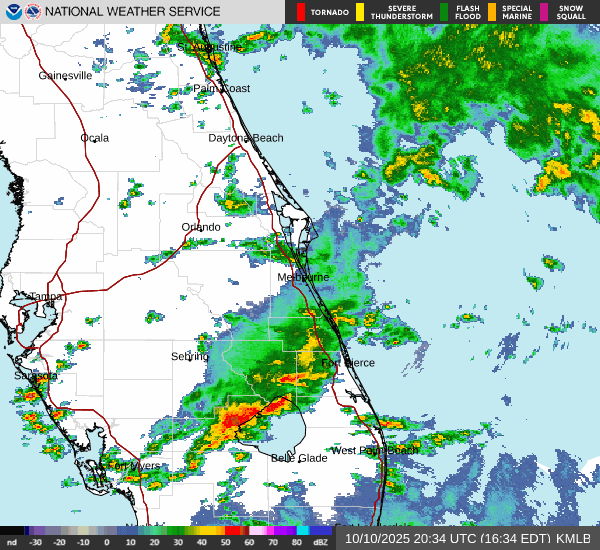 NATIONAL WEATHER SERVICE
TORNADO
SEVERE THUNDERSTORM
FLASH FLOOD
SPECIAL MARINE
SNOW SQUALL
St. Augustine
Gainesville
Palm Coast
Ocala
Daytona Beach
Orlando
Melbourne
Tampa
Sebring
Fort Pierce
Sarasota
West Palm Beach
Belle Glade
Fort Myers
nd -30 -20 -10 0 10 20 30 40 50 60 70 80 dBZ
10/10/2025 20:34 UTC (16:34 EDT) KMLB